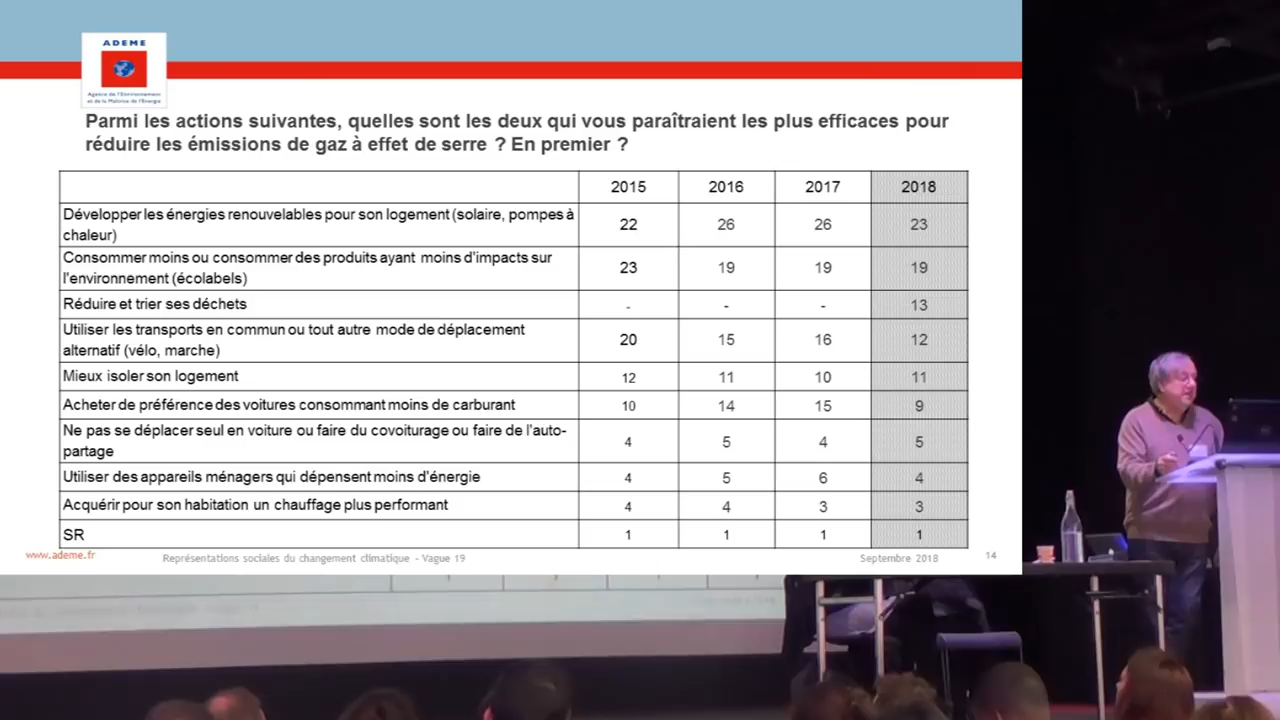 ADEME
Agence de l'Environnement
et de la Maîtrise de l'Energie
Parmi les actions suivantes, quelles sont les deux qui vous paraîtraient les plus efficaces pour
réduire les émissions de gaz à effet de serre ? En premier ?
2015 2016 2017 2018
Développer les énergies renouvelables pour son logement (solaire, pompes à
chaleur) 22 26 26 23
Consommer moins ou consommer des produits ayant moins d'impacts sur
l'environnement (écolabels) 23 19 19 19
Réduire et trier ses déchets - - - 13
Utiliser les transports en commun ou tout autre mode de déplacement
alternatif (vélo, marche) 20 15 16 12
Mieux isoler son logement 12 11 10 11
Acheter de préférence des voitures consommant moins de carburant 10 14 15 9
Ne pas se déplacer seul en voiture ou faire du covoiturage ou faire de l'auto-
partage 4 5 4 5
Utiliser des appareils ménagers qui dépensent moins d'énergie 4 5 6 4
Acquérir pour son habitation un chauffage plus performant 4 4 3 3
SR 1 1 1 1
www.ademe.fr Représentations sociales du changement climatique - Vague 19 Septembre 2018 14